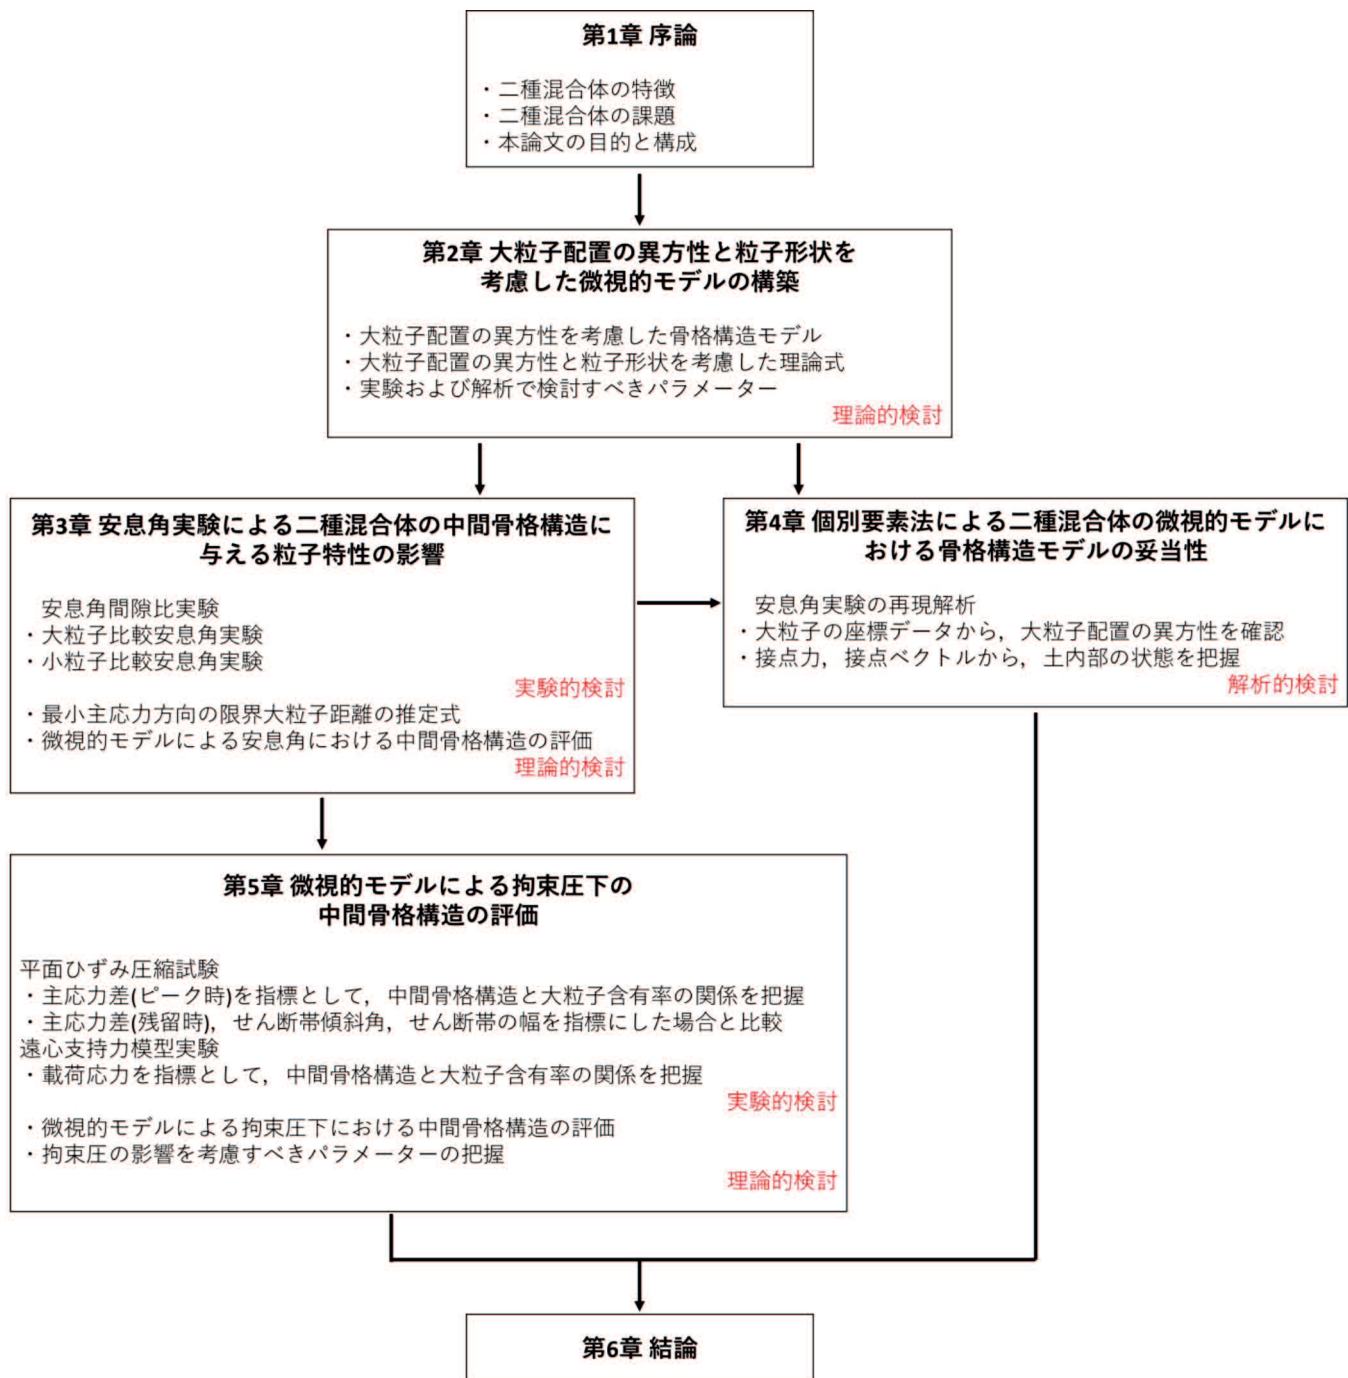 第1章 序論
・二種混合体の特徴
・二種混合体の課題
・本論文の目的と構成
第2章 大粒子配置の異方性と粒子形状を
考慮した微視的モデルの構築
・大粒子配置の異方性を考慮した骨格構造モデル
・大粒子配置の異方性と粒子形状を考慮した理論式
・実験および解析で検討すべきパラメーター
理論的検討
第3章 安息角実験による二種混合体の中間骨格構造に
与える粒子特性の影響
安息角間隙比実験
・大粒子比較安息角実験
・小粒子比較安息角実験
実験的検討
・最小主応力方向の限界大粒子距離の推定式
・微視的モデルによる安息角における中間骨格構造の評価
理論的検討
第4章 個別要素法による二種混合体の微視的モデルに
おける骨格構造モデルの妥当性
安息角実験の再現解析
・大粒子の座標データから，大粒子配置の異方性を確認
・接点力，接点ベクトルから，土内部の状態を把握
解析的検討
第5章 微視的モデルによる拘束圧下の
中間骨格構造の評価
平面ひずみ圧縮試験
・主応力差(ピーク時)を指標として，中間骨格構造と大粒子含有率の関係を把握
・主応力差(残留時)，せん断帯傾斜角，せん断帯の幅を指標にした場合と比較
遠心支持力模型実験
・載荷応力を指標として，中間骨格構造と大粒子含有率の関係を把握
実験的検討
・微視的モデルによる拘束圧下における中間骨格構造の評価
・拘束圧の影響を考慮すべきパラメーターの把握
理論的検討
第6章 結論